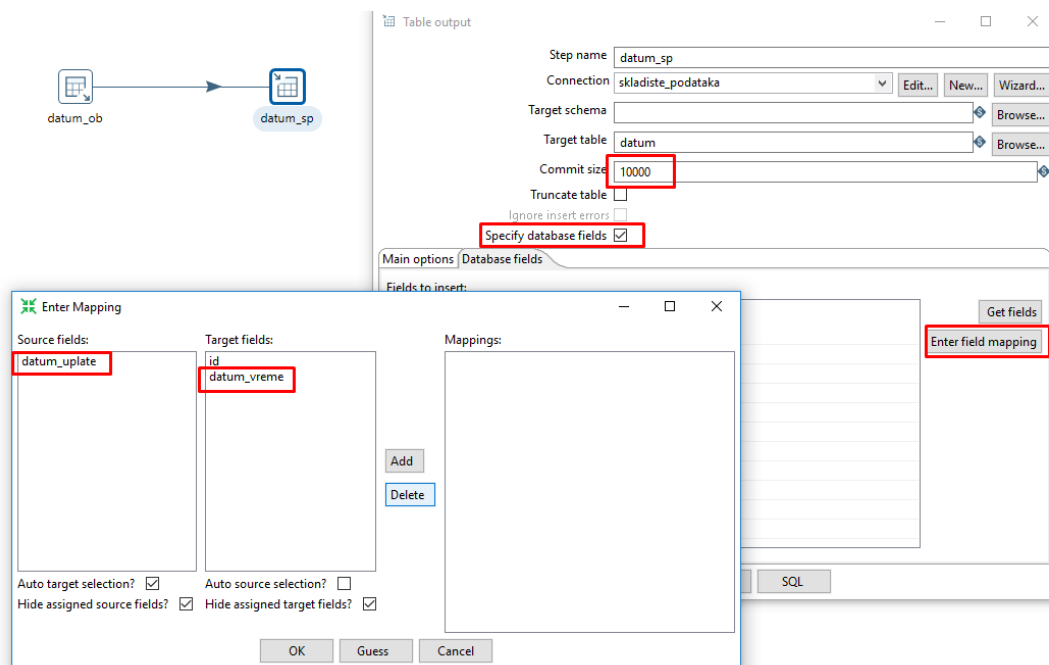 datum_ob
datum_sp
Table output
Step name datum_sp
Connection skladiste_podataka Edit... New... Wizard...
Target schema Browse...
Target table datum Browse...
Commit size 10000
Truncate table
Ignore insert errors
Specify database fields
Main options Database fields
Fields to insert:
Get fields
Enter field mapping
SQL
Enter Mapping
Source fields: Target fields: Mappings:
datum_uplate id
datum_vreme
Add
Delete
Auto target selection? Auto source selection?
Hide assigned source fields? Hide assigned target fields?
OK Guess Cancel